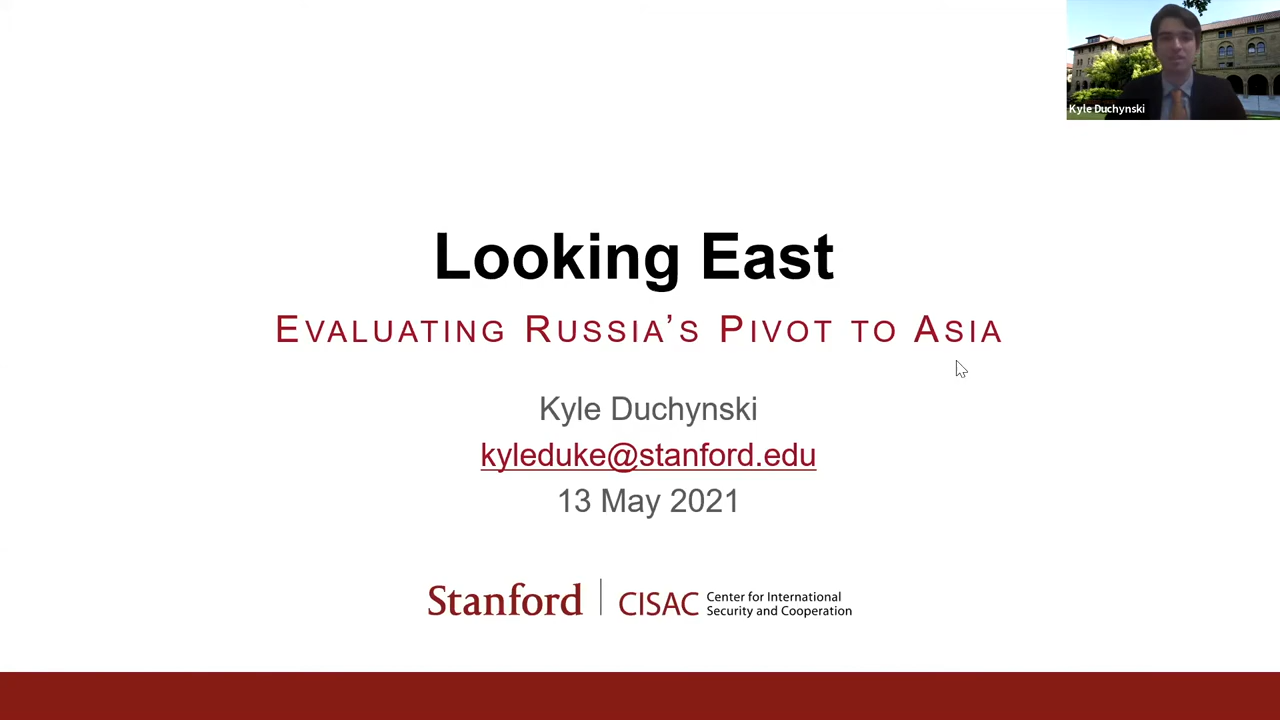 Kyle Duchynski
Looking East
Evaluating Russia’s Pivot to Asia
Kyle Duchynski
kyleduke@stanford.edu
13 May 2021
Stanford | CISAC Center for International
Security and Cooperation